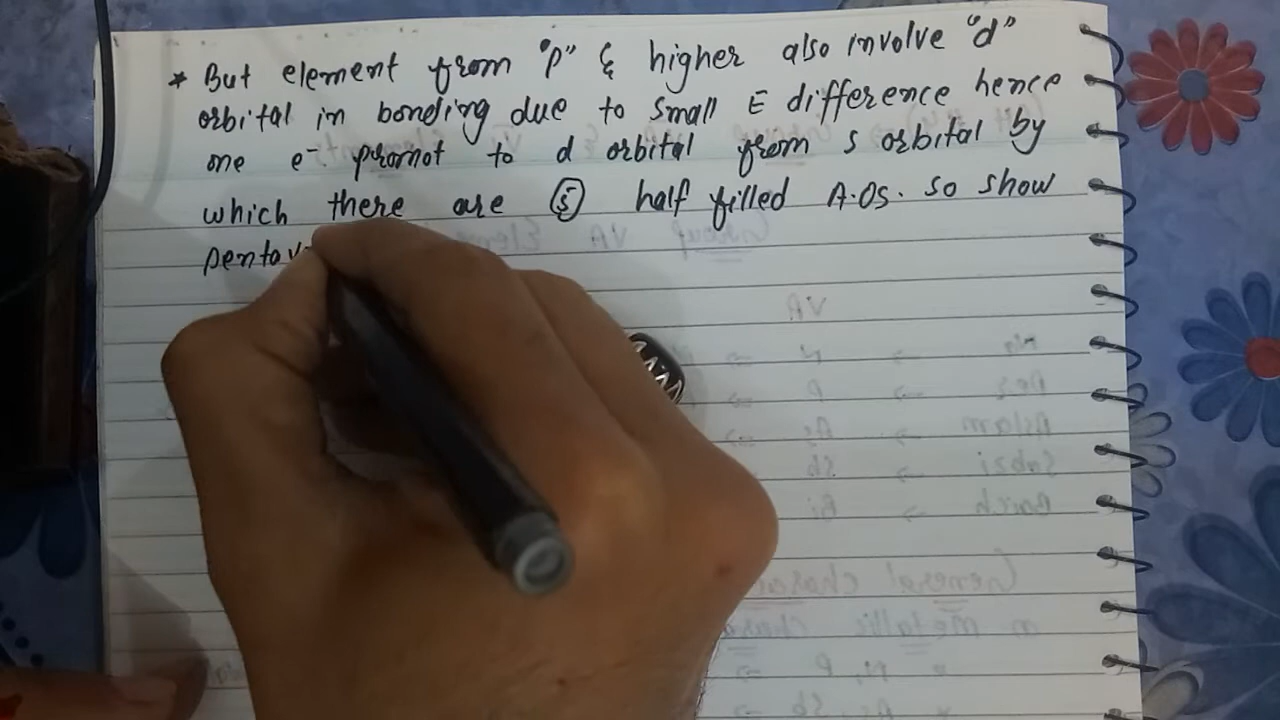 * But element from "P" & higher also involve "d"
orbital in bonding due to small E difference hence
one e⁻ promot to d orbital from s orbital by
which there are ⑤ half filled A.Os. so show
pentav